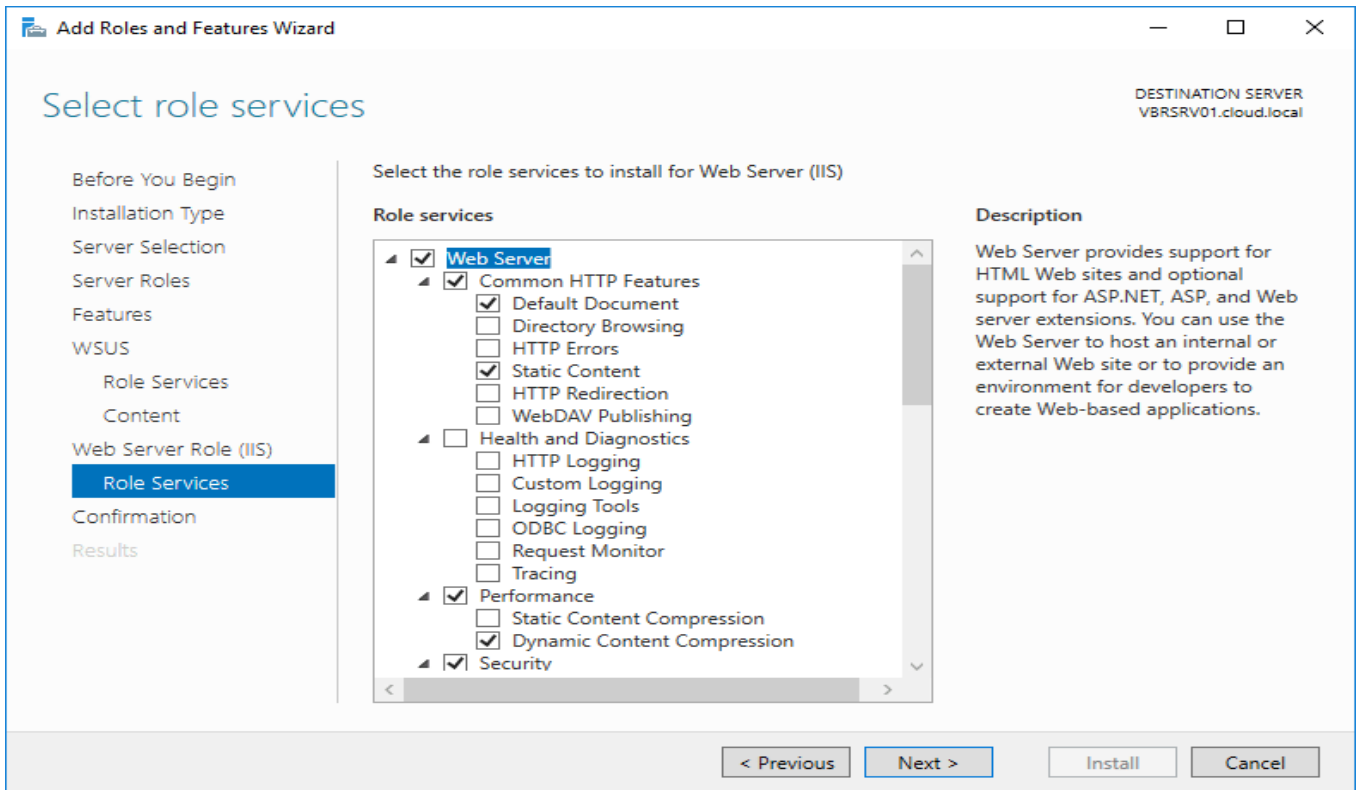 Add Roles and Features Wizard
Select role services
DESTINATION SERVER
VBRSRV01.cloud.local
Before You Begin
Installation Type
Server Selection
Server Roles
Features
WSUS
Role Services
Content
Web Server Role (IIS)
Role Services
Confirmation
Results
Select the role services to install for Web Server (IIS)
Role services
Web Server
Common HTTP Features
Default Document
Directory Browsing
HTTP Errors
Static Content
HTTP Redirection
WebDAV Publishing
Health and Diagnostics
HTTP Logging
Custom Logging
Logging Tools
ODBC Logging
Request Monitor
Tracing
Performance
Static Content Compression
Dynamic Content Compression
Security
Description
Web Server provides support for
HTML Web sites and optional
support for ASP.NET, ASP, and Web
server extensions. You can use the
Web Server to host an internal or
external Web site or to provide an
environment for developers to
create Web-based applications.
< Previous
Next >
Install
Cancel